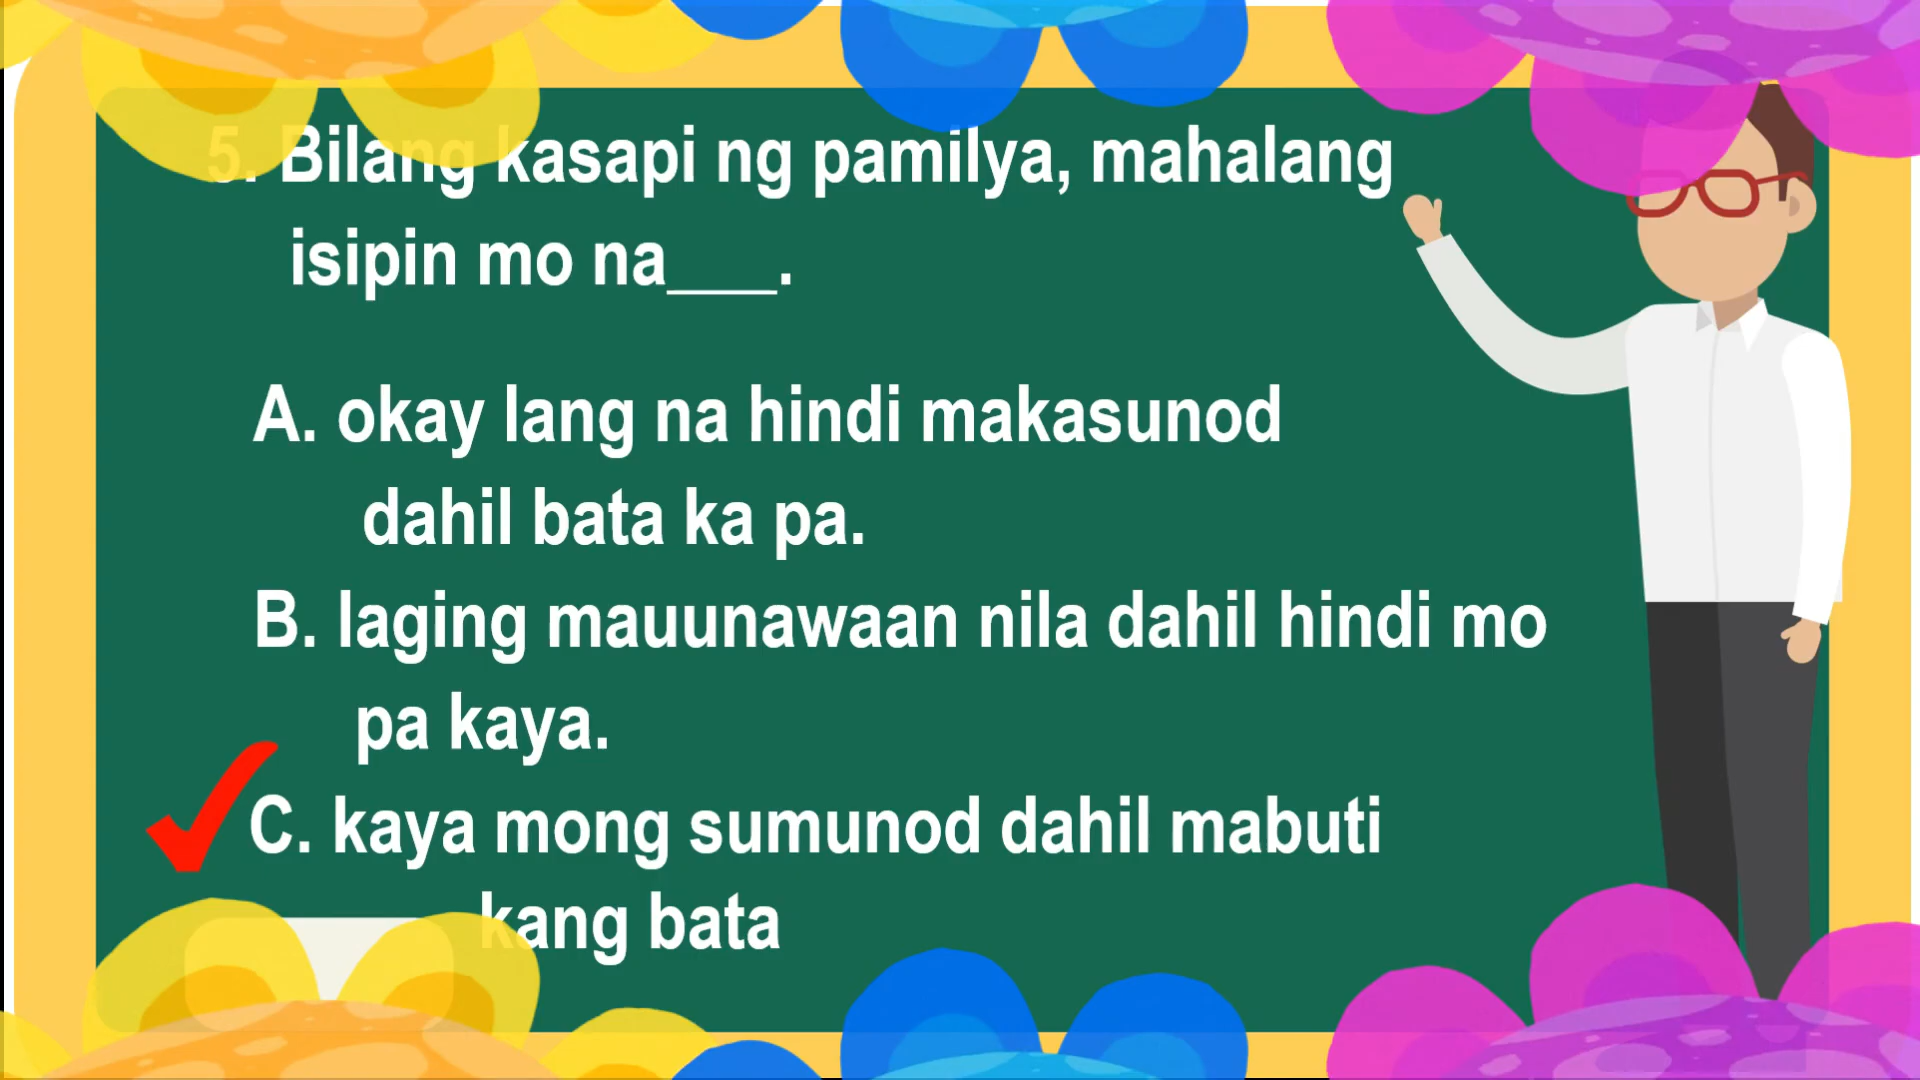 5. Bilang kasapi ng pamilya, mahalang
isipin mo na___.
A. okay lang na hindi makasunod
dahil bata ka pa.
B. laging mauunawaan nila dahil hindi mo
pa kaya.
C. kaya mong sumunod dahil mabuti
kang bata